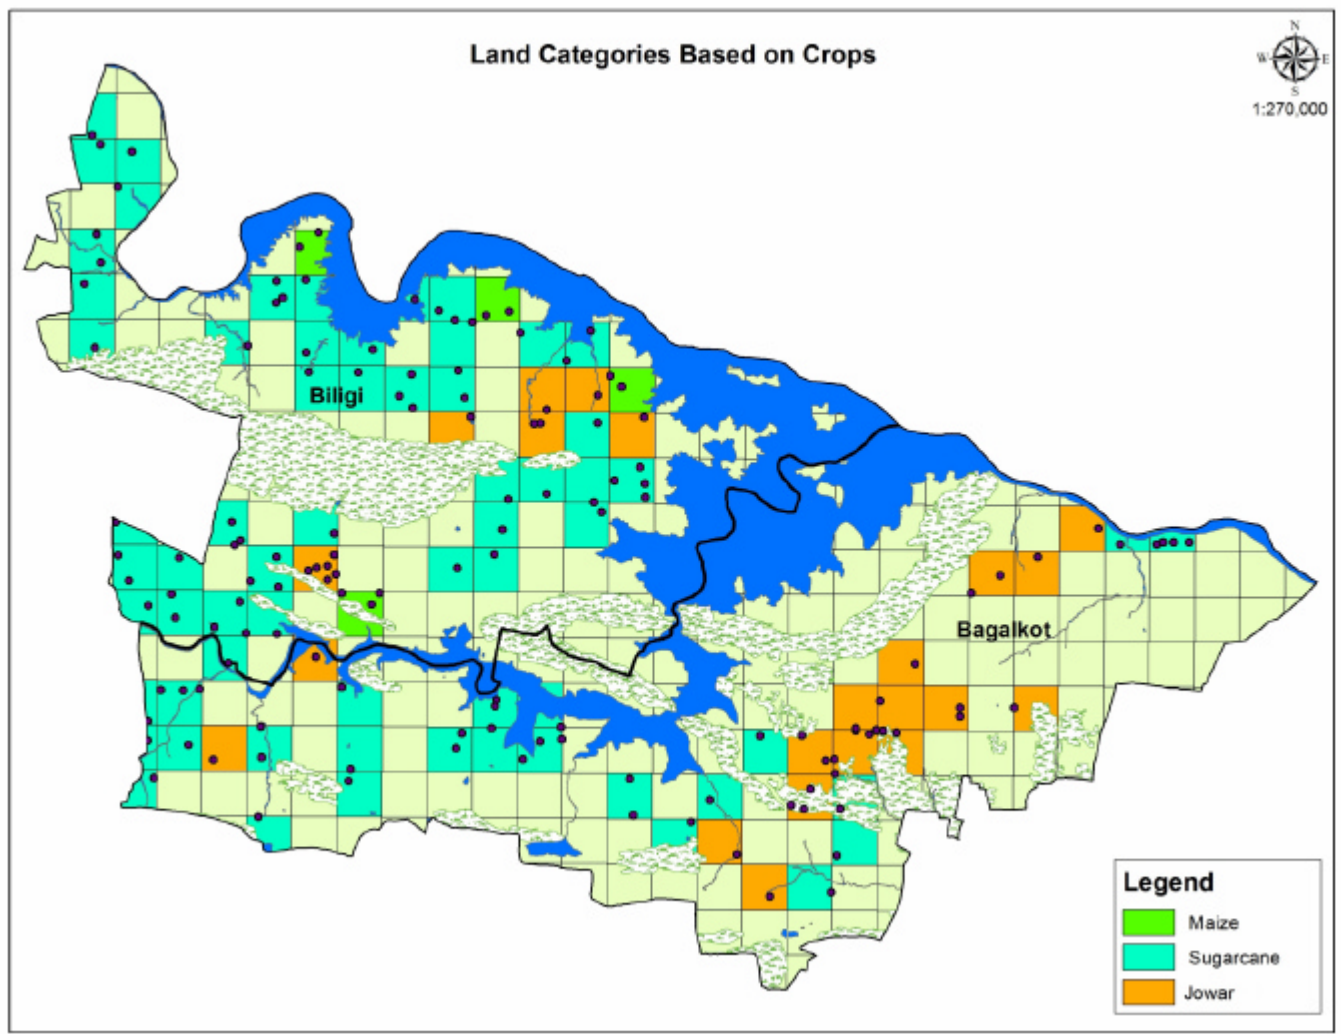 Land Categories Based on Crops
N
W E
S
1:270,000
Biligi
Bagalkot
Legend
Maize
Sugarcane
Jowar